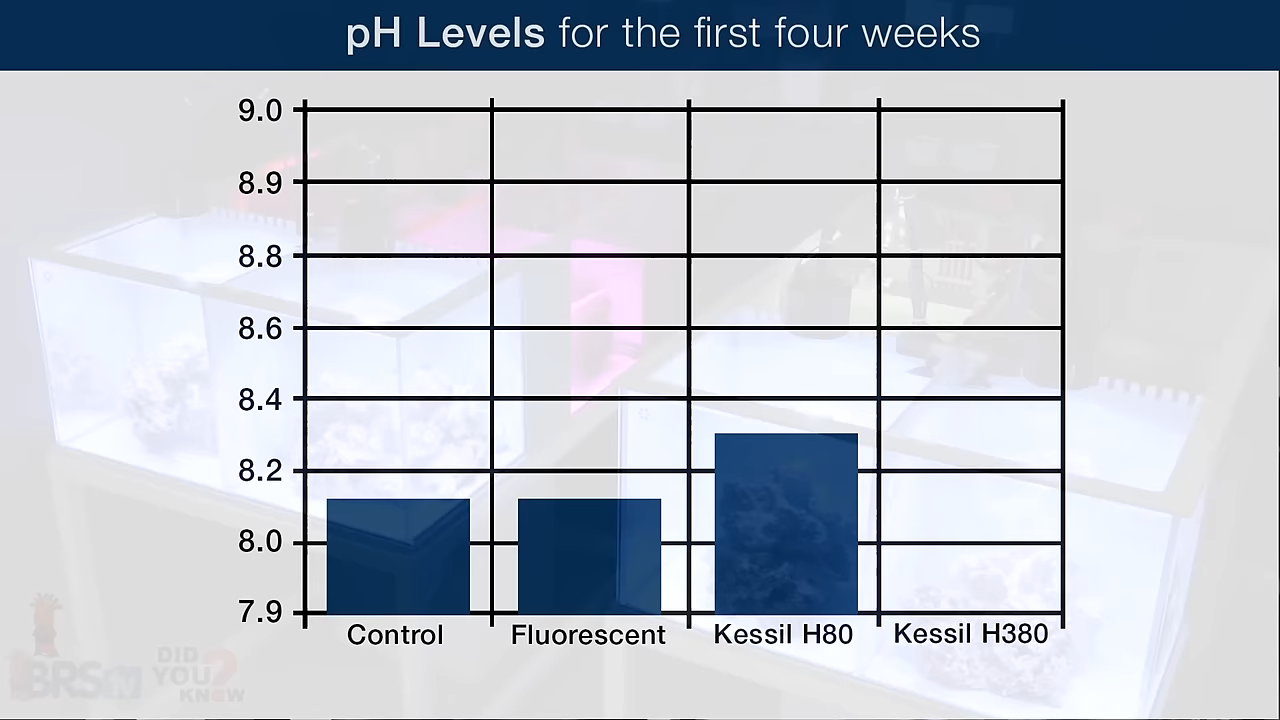 pH Levels for the first four weeks
9.0
8.9
8.8
8.6
8.4
8.2
8.0
7.9
Control Fluorescent Kessil H80 Kessil H380
BRStv DID YOU KNOW ?